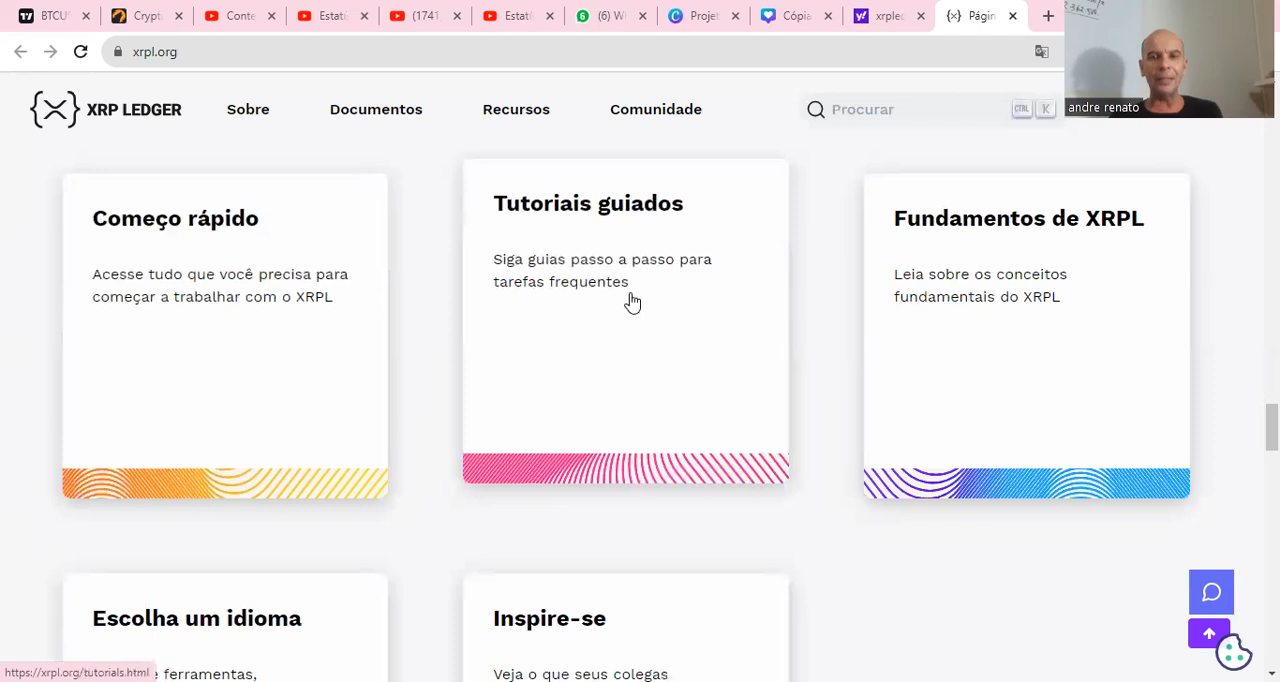 BTCU
Crypt
Conte
Estati
(1741
Estati
(6) W
Projet
Cópia
xrplec
Págin
xrpl.org
andre renato
XRP LEDGER
Sobre
Documentos
Recursos
Comunidade
Procurar
CTRL
K
Começo rápido
Acesse tudo que você precisa para
começar a trabalhar com o XRPL
Tutoriais guiados
Siga guias passo a passo para
tarefas frequentes
Fundamentos de XRPL
Leia sobre os conceitos
fundamentais do XRPL
Escolha um idioma
e ferramentas,
Inspire-se
Veja o que seus colegas
https://xrpl.org/tutorials.html